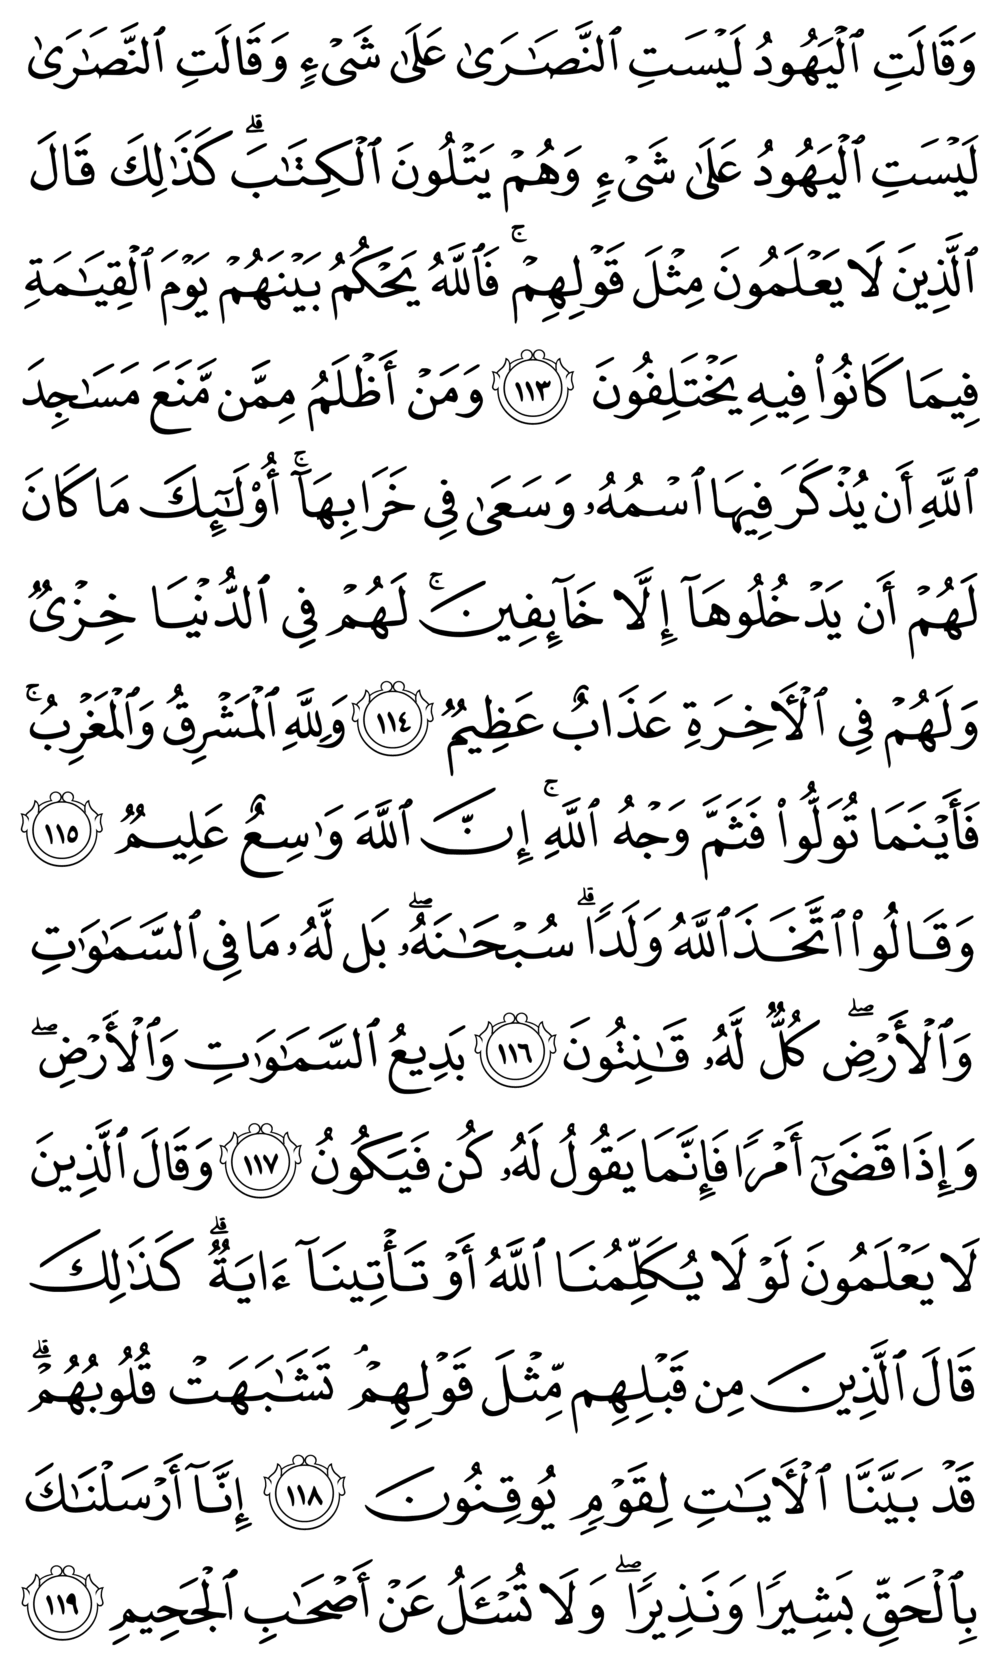 وَقَالَتِ ٱلْيَهُودُ لَيْسَتِ ٱلنَّصَٰرَىٰ عَلَىٰ شَىْءٍ وَقَالَتِ ٱلنَّصَٰرَىٰ
لَيْسَتِ ٱلْيَهُودُ عَلَىٰ شَىْءٍ وَهُمْ يَتْلُونَ ٱلْكِتَٰبَ ۗ كَذَٰلِكَ قَالَ
ٱلَّذِينَ لَا يَعْلَمُونَ مِثْلَ قَوْلِهِمْ ۚ فَٱللَّهُ يَحْكُمُ بَيْنَهُمْ يَوْمَ ٱلْقِيَٰمَةِ
فِيمَا كَانُوا۟ فِيهِ يَخْتَلِفُونَ ١١٣ وَمَنْ أَظْلَمُ مِمَّن مَّنَعَ مَسَٰجِدَ
ٱللَّهِ أَن يُذْكَرَ فِيهَا ٱسْمُهُۥ وَسَعَىٰ فِى خَرَابِهَآ ۚ أُو۟لَٰٓئِكَ مَا كَانَ
لَهُمْ أَن يَدْخُلُوهَآ إِلَّا خَآئِفِينَ ۚ لَهُمْ فِى ٱلدُّنْيَا خِزْىٌ
وَلَهُمْ فِى ٱلْأَخِرَةِ عَذَابٌ عَظِيمٌ ١١٤ وَلِلَّهِ ٱلْمَشْرِقُ وَٱلْمَغْرِبُ ۚ
فَأَيْنَمَا تُوَلُّوا۟ فَثَمَّ وَجْهُ ٱللَّهِ ۚ إِنَّ ٱللَّهَ وَٰسِعٌ عَلِيمٌ ١١٥
وَقَالُوا۟ ٱتَّخَذَ ٱللَّهُ وَلَدًا ۗ سُبْحَٰنَهُۥ ۖ بَل لَّهُۥ مَا فِى ٱلسَّمَٰوَٰتِ
وَٱلْأَرْضِ ۖ كُلٌّ لَّهُۥ قَٰنِتُونَ ١١٦ بَدِيعُ ٱلسَّمَٰوَٰتِ وَٱلْأَرْضِ ۖ
وَإِذَا قَضَىٰٓ أَمْرًا فَإِنَّمَا يَقُولُ لَهُۥ كُن فَيَكُونُ ١١٧ وَقَالَ ٱلَّذِينَ
لَا يَعْلَمُونَ لَوْلَا يُكَلِّمُنَا ٱللَّهُ أَوْ تَأْتِينَآ ءَايَةٌ ۗ كَذَٰلِكَ
قَالَ ٱلَّذِينَ مِن قَبْلِهِم مِّثْلَ قَوْلِهِمْ ۘ تَشَٰبَهَتْ قُلُوبُهُمْ ۗ
قَدْ بَيَّنَّا ٱلْأَيَٰتِ لِقَوْمٍ يُوقِنُونَ ١١٨ إِنَّآ أَرْسَلْنَٰكَ
بِٱلْحَقِّ بَشِيرًا وَنَذِيرًا ۖ وَلَا تُسْـَٔلُ عَنْ أَصْحَٰبِ ٱلْجَحِيمِ ١١٩